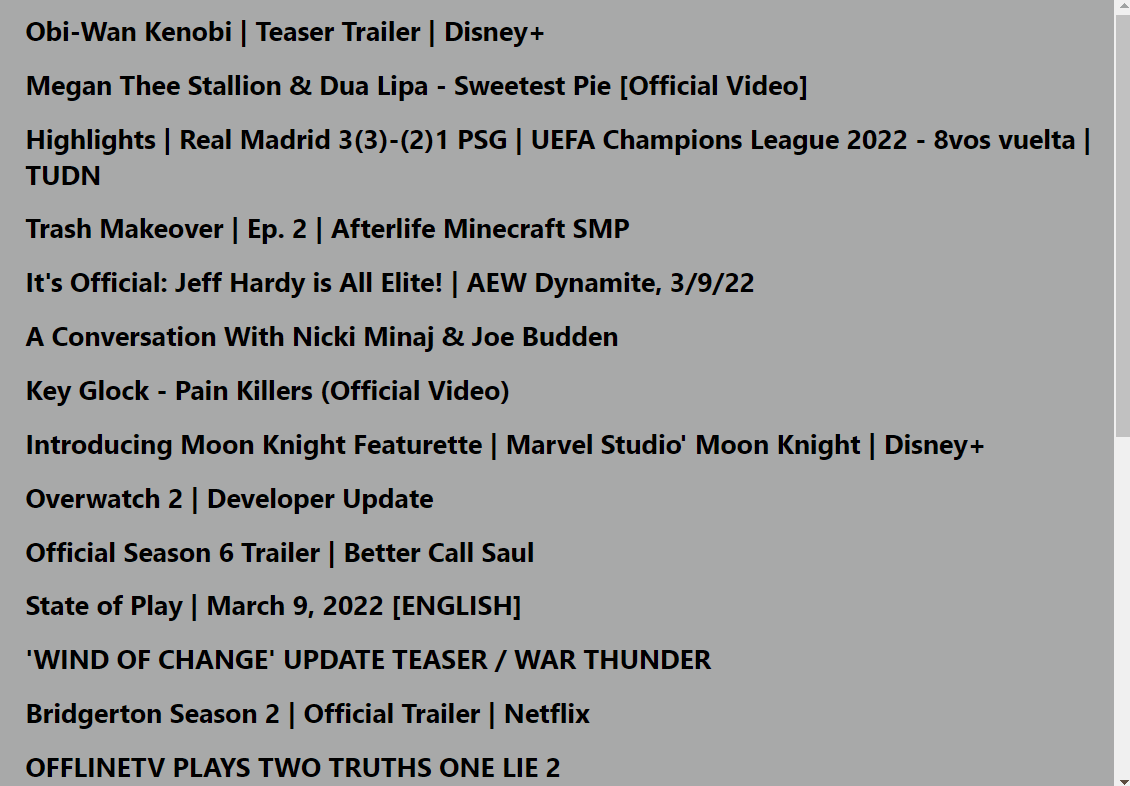 Obi-Wan Kenobi | Teaser Trailer | Disney+
Megan Thee Stallion & Dua Lipa - Sweetest Pie [Official Video]
Highlights | Real Madrid 3(3)-(2)1 PSG | UEFA Champions League 2022 - 8vos vuelta |
TUDN
Trash Makeover | Ep. 2 | Afterlife Minecraft SMP
It's Official: Jeff Hardy is All Elite! | AEW Dynamite, 3/9/22
A Conversation With Nicki Minaj & Joe Budden
Key Glock - Pain Killers (Official Video)
Introducing Moon Knight Featurette | Marvel Studio' Moon Knight | Disney+
Overwatch 2 | Developer Update
Official Season 6 Trailer | Better Call Saul
State of Play | March 9, 2022 [ENGLISH]
'WIND OF CHANGE' UPDATE TEASER / WAR THUNDER
Bridgerton Season 2 | Official Trailer | Netflix
OFFLINETV PLAYS TWO TRUTHS ONE LIE 2